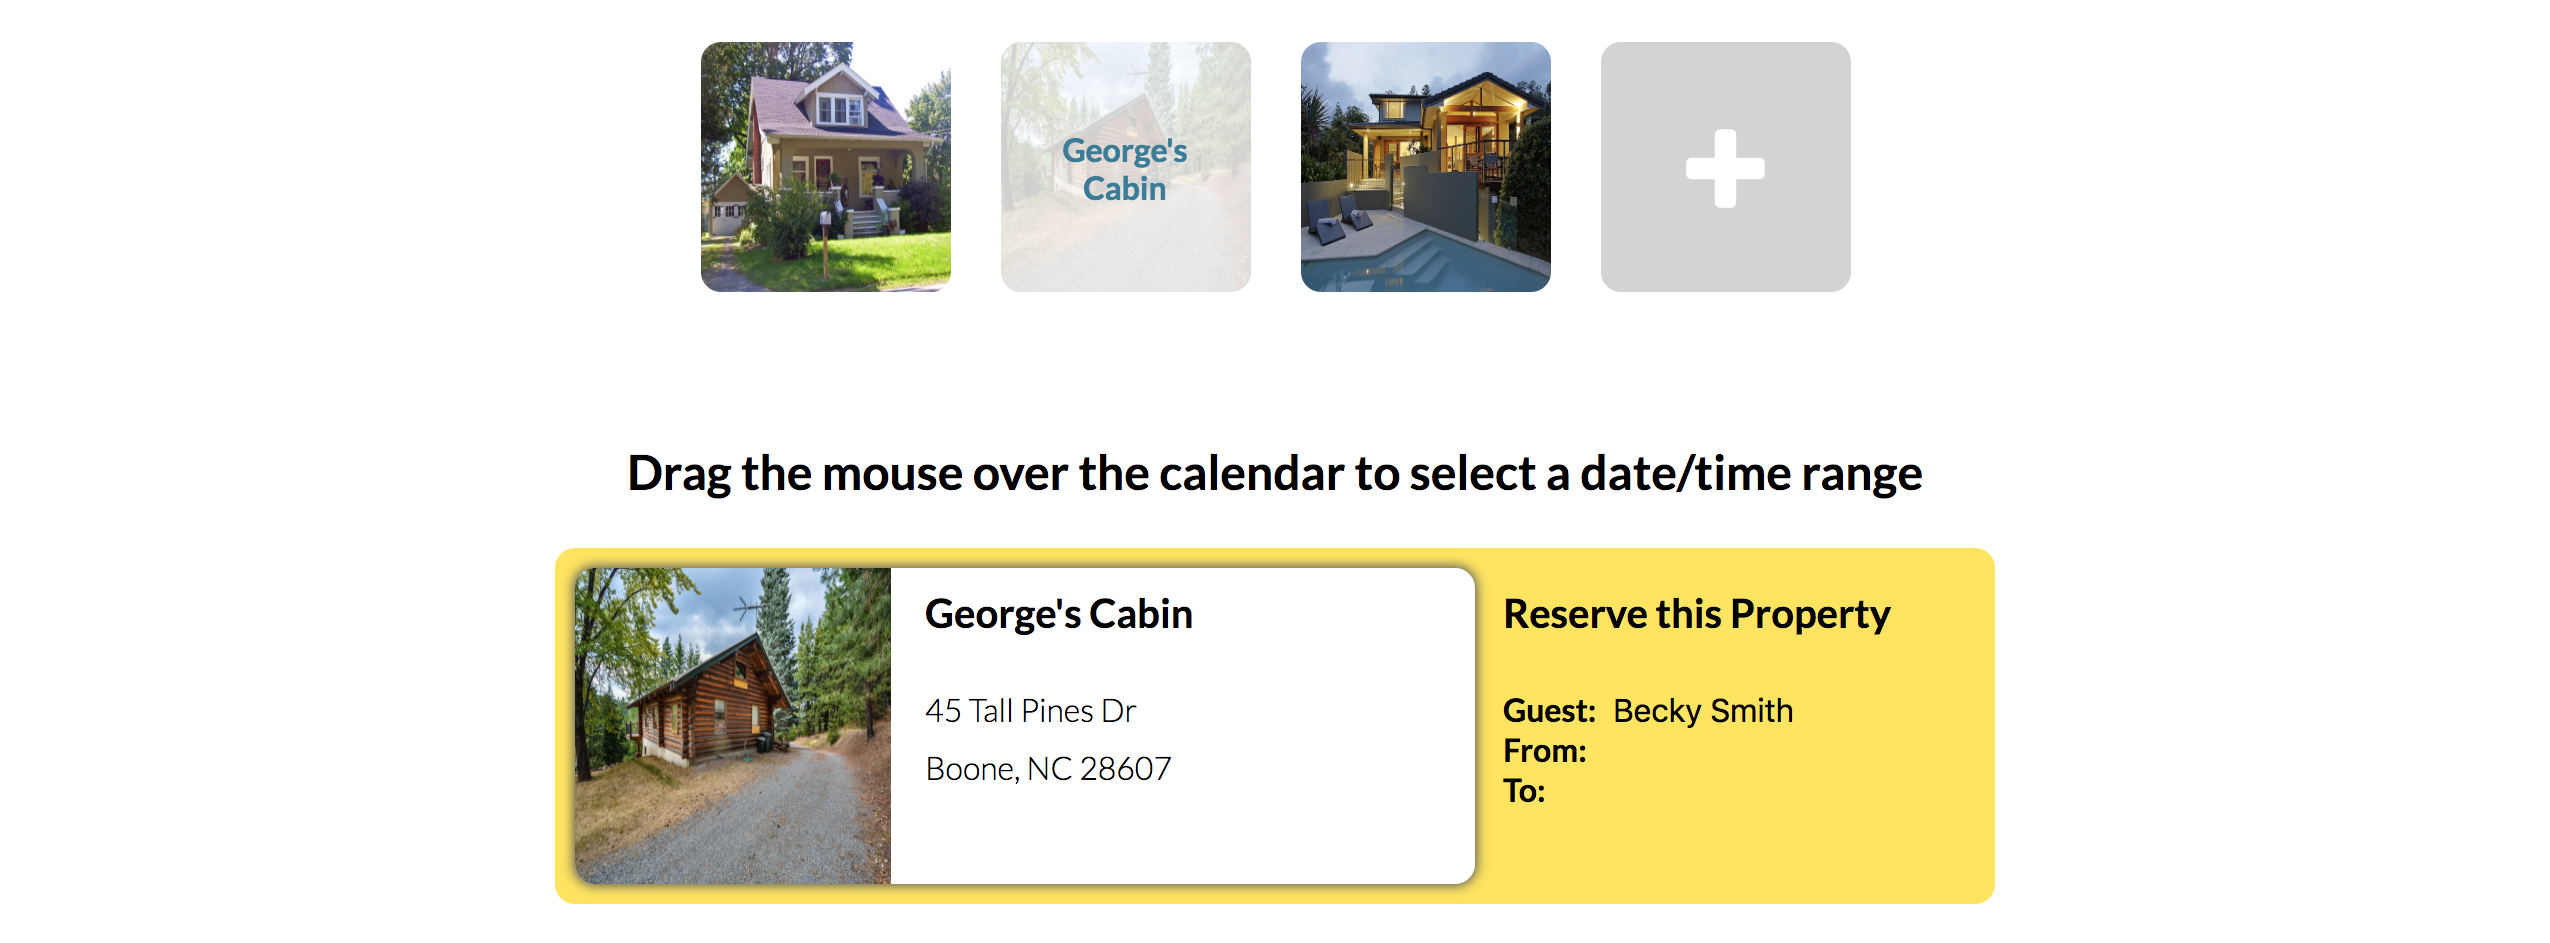 George's
Cabin
Drag the mouse over the calendar to select a date/time range
George's Cabin
45 Tall Pines Dr
Boone, NC 28607
Reserve this Property
Guest: Becky Smith
From:
To: